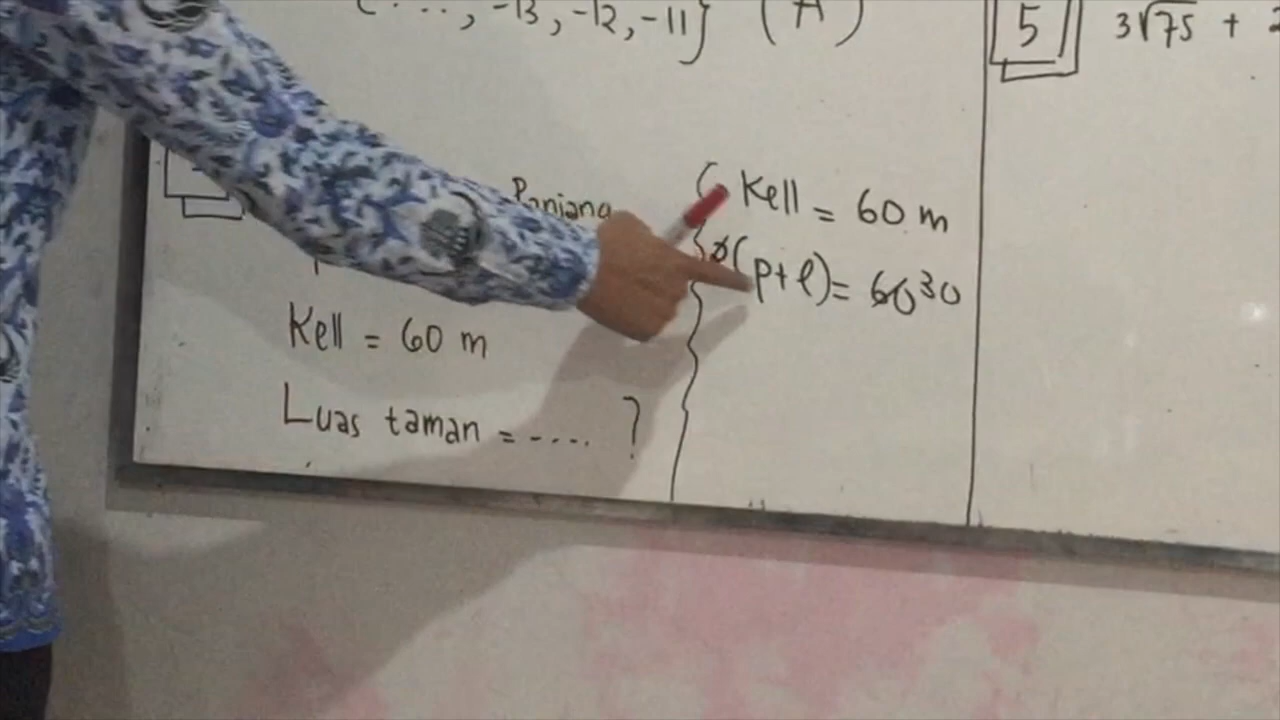 {..., -13, -12, -11} (A)
Panjang
Kell = 60 m
Luas taman = ..... ?
Kell = 60 m
2(p+l) = 60 30
5
3√75 +